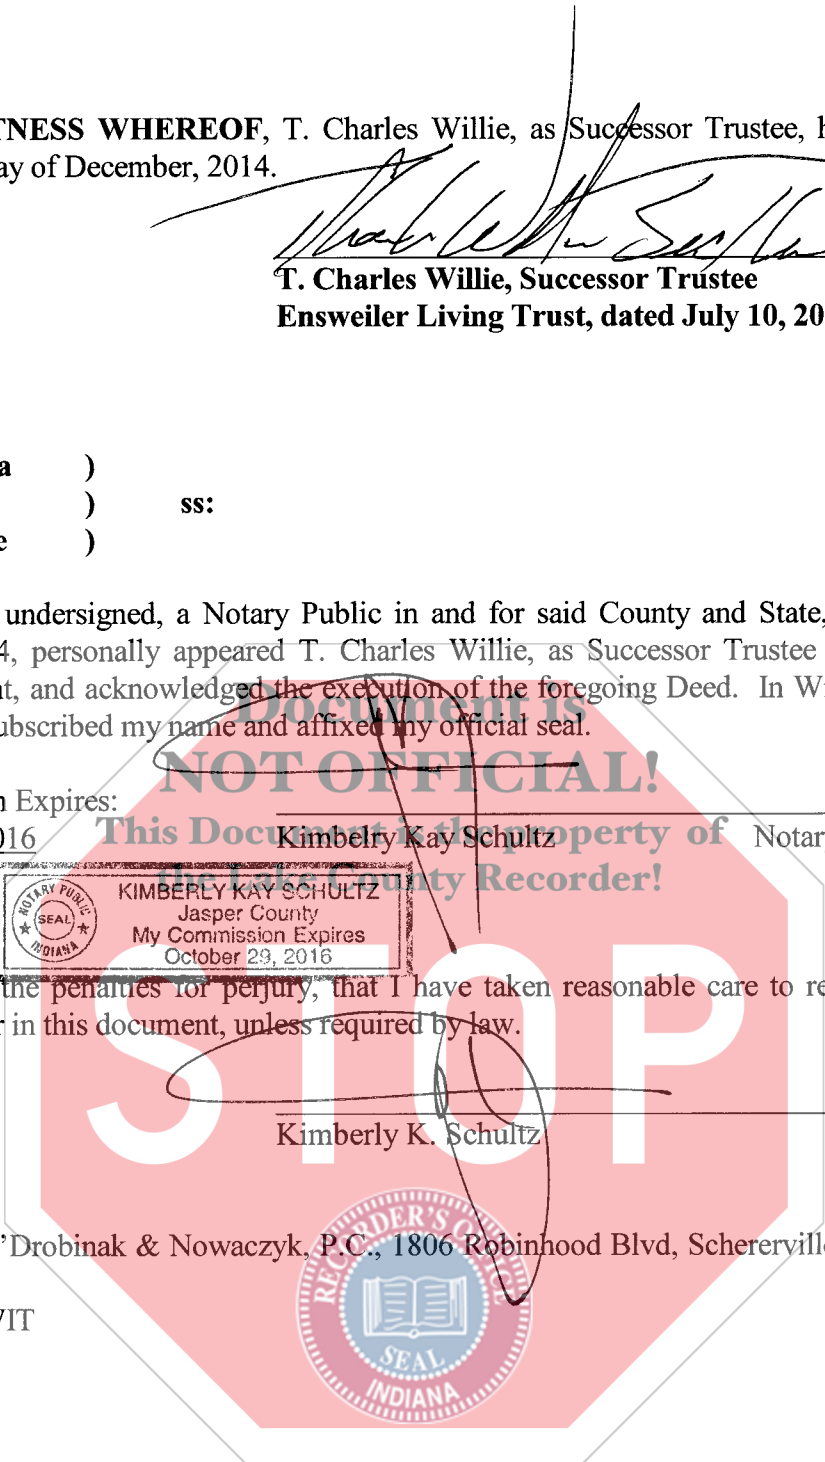 TNESS WHEREOF, T. Charles Willie, as Successor Trustee, h
ay of December, 2014.
T. Charles Willie, Successor Trustee
Ensweiler Living Trust, dated July 10, 20
a )
) ss:
e )
undersigned, a Notary Public in and for said County and State,
4, personally appeared T. Charles Willie, as Successor Trustee
t, and acknowledged the execution of the foregoing Deed. In Wi
ubscribed my name and affixed my official seal.
Document is
NOT OFFICIAL!
This Document is the property of
the Lake County Recorder!
n Expires:
016
Kimbelry Kay Schultz Notar
NOTARY PUBLIC
SEAL
INDIANA
KIMBERLY KAY SCHULTZ
Jasper County
My Commission Expires
October 29, 2016
the penalties for perjury, that I have taken reasonable care to re
r in this document, unless required by law.
STOP
Kimberly K. Schultz
'Drobinak & Nowaczyk, P.C., 1806 Robinhood Blvd, Schererville
VIT
RECORDER'S OFFICE
SEAL
INDIANA